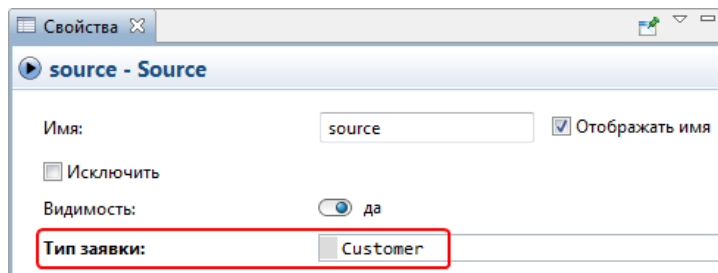 Свойства
source - Source
Имя: source Отображать имя
Исключить
Видимость: да
Тип заявки: Customer